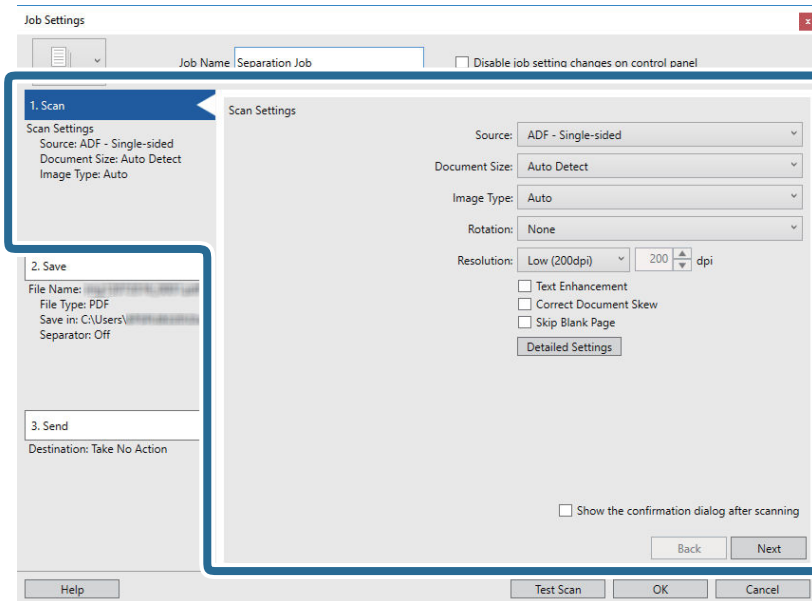 Job Settings
Job Name Separation Job
Disable job setting changes on control panel
1. Scan
Scan Settings
Source: ADF - Single-sided
Document Size: Auto Detect
Image Type: Auto
2. Save
File Name:
File Type: PDF
Save in: C:\Users\
Separator: Off
3. Send
Destination: Take No Action
Scan Settings
Source: ADF - Single-sided
Document Size: Auto Detect
Image Type: Auto
Rotation: None
Resolution: Low (200dpi) 200 dpi
Text Enhancement
Correct Document Skew
Skip Blank Page
Detailed Settings
Show the confirmation dialog after scanning
Back Next
Help Test Scan OK Cancel